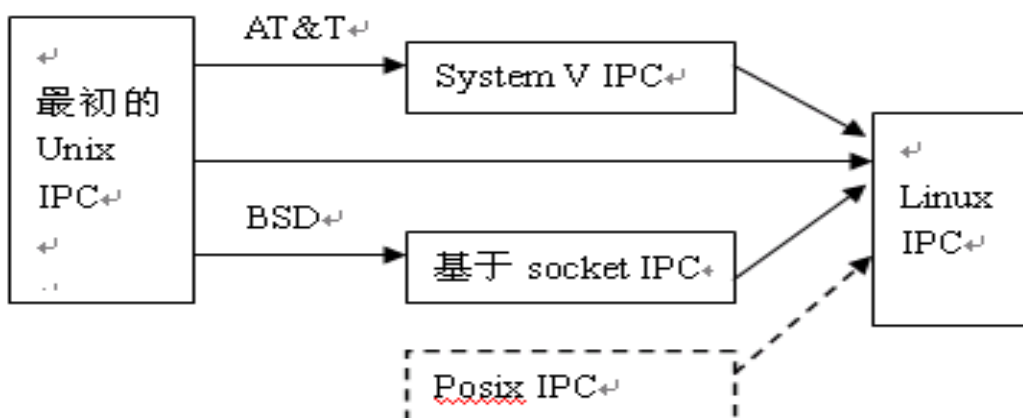 AT&T
System V IPC
最初的
Unix
IPC
BSD
基于 socket IPC
Linux
IPC
Posix IPC